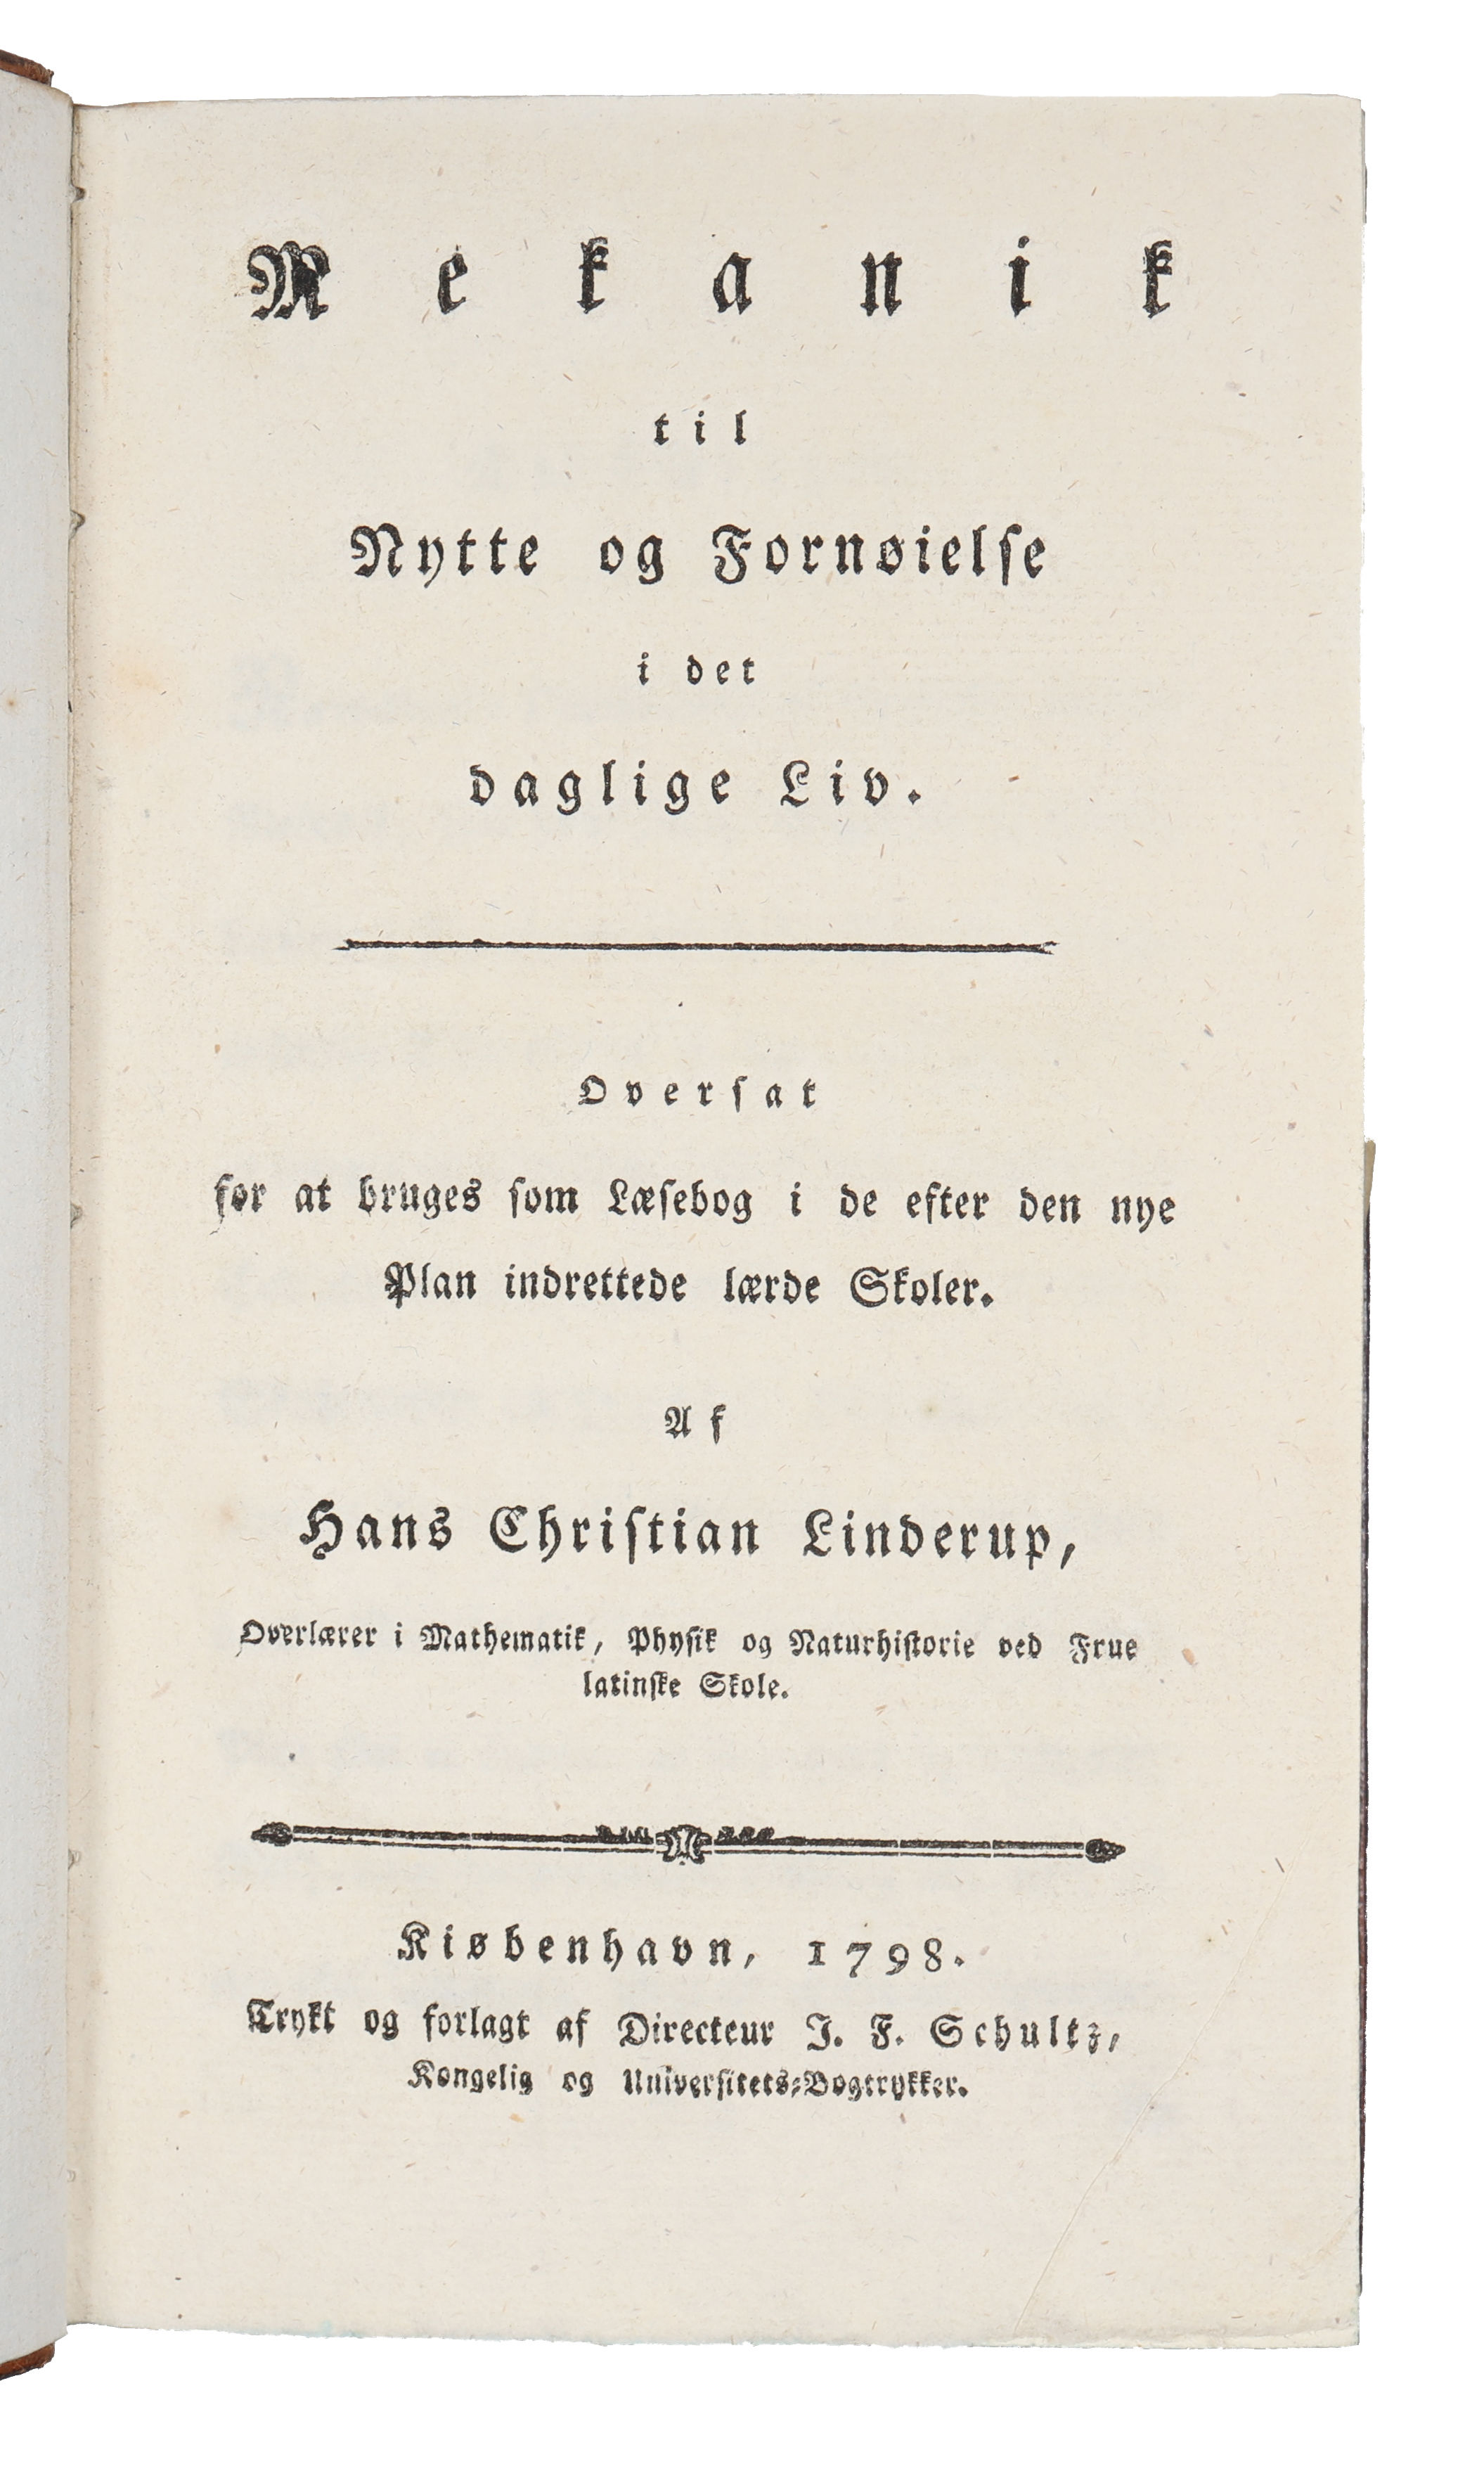 Mekanik
til
Nytte og Fornøielse
i det
daglige Liv.
Oversat
for at bruges som Læsebog i de efter den nye
Plan indrettede lærde Skoler.
Af
Hans Christian Linderup,
Overlærer i Mathematik, Physik og Naturhistorie ved Frue
latinske Skole.
Kiøbenhavn, 1798.
Trykt og forlagt af Directeur J. F. Schultz,
Kongelig og Universitets-Bogtrykker.